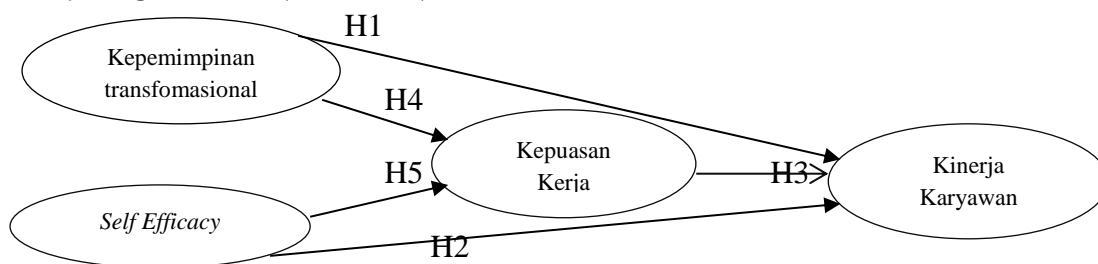 H1
Kepemimpinan
transfomasional
H4
Kepuasan
Kerja
H3
Kinerja
Karyawan
H5
Self Efficacy
H2